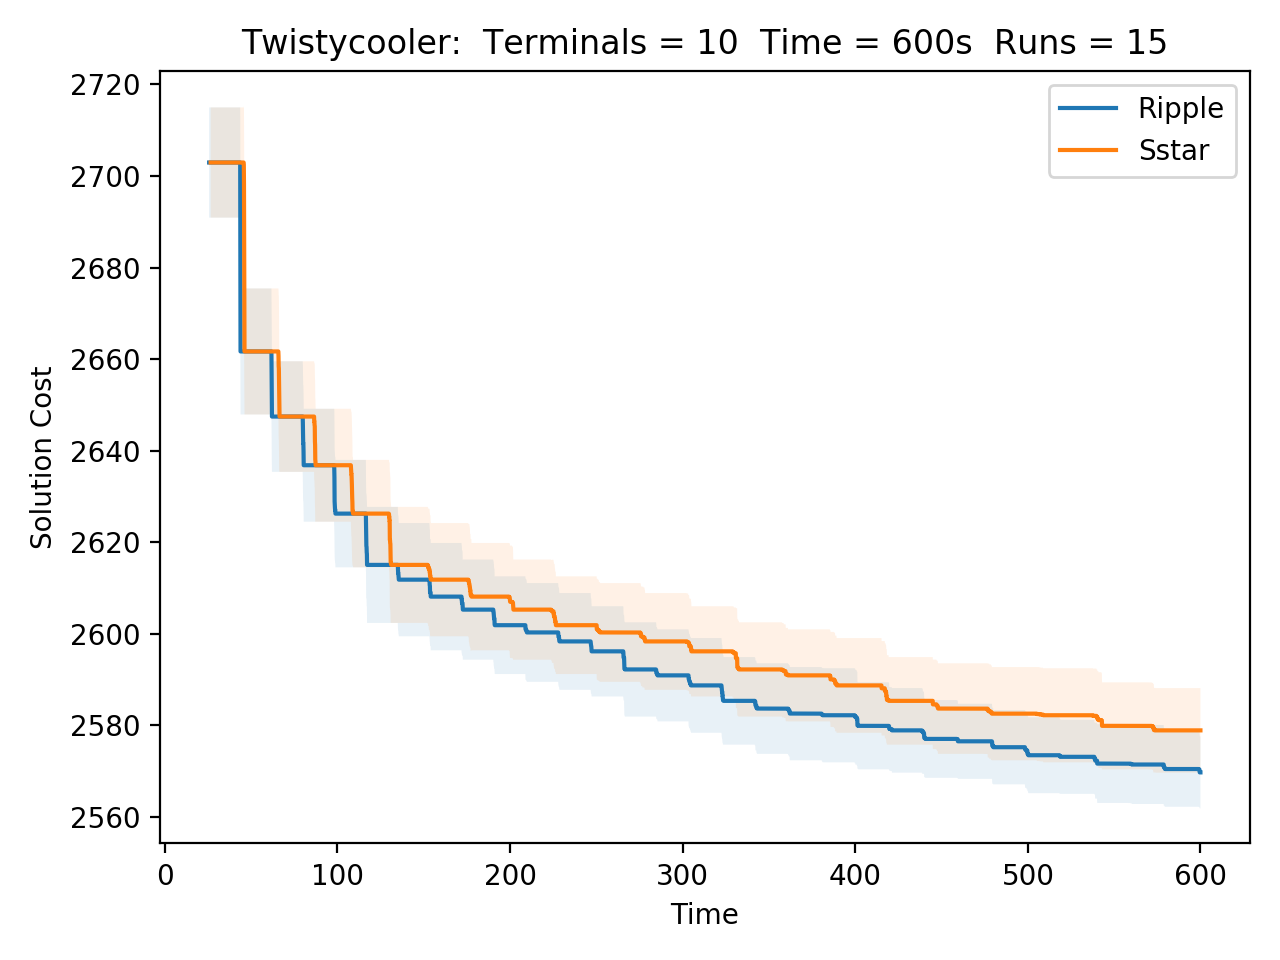 Twistycooler:  Terminals = 10  Time = 600s  Runs = 15
2720
2700
2680
2660
2640
2620
2600
2580
2560
Solution Cost
Ripple
Sstar
0 100 200 300 400 500 600
Time